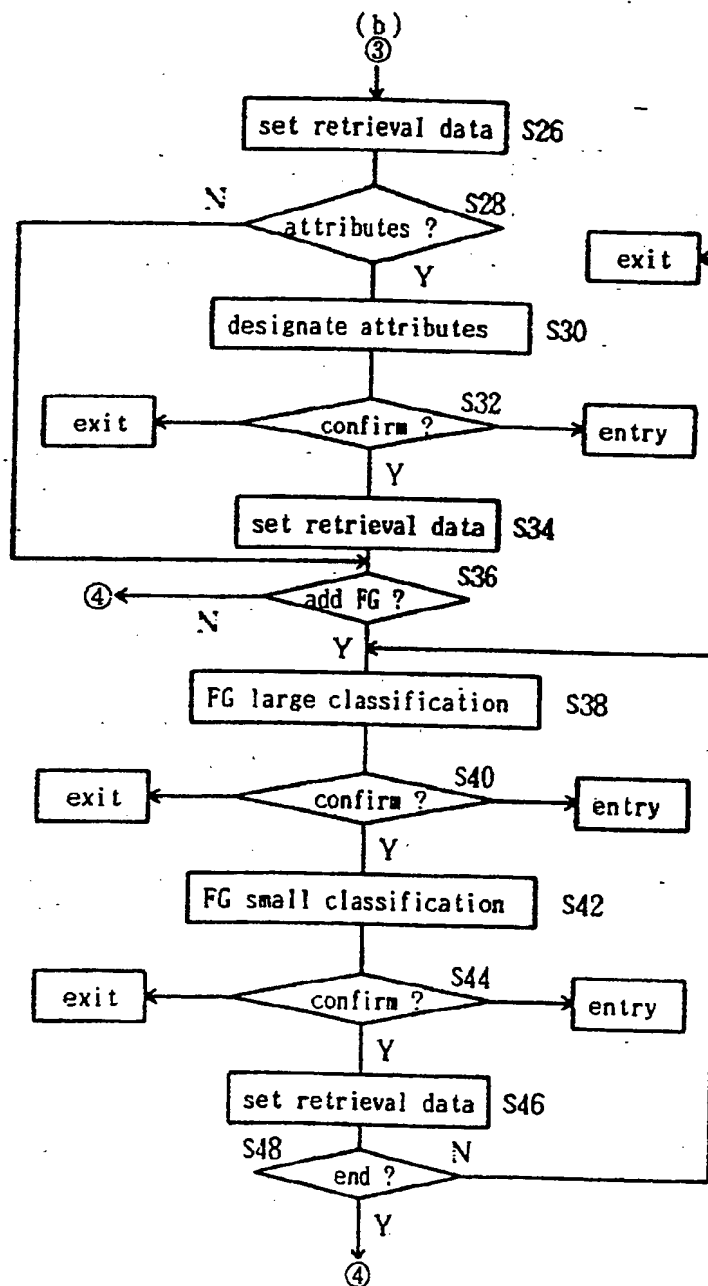 (b)
③
set retrieval data S26
N S28
attributes ?
exit
Y
designate attributes S30
S32
exit confirm ? entry
Y
set retrieval data S34
S36
④ add FG ?
N
Y
FG large classification S38
S40
exit confirm ? entry
Y
FG small classification S42
S44
exit confirm ? entry
Y
set retrieval data S46
S48 N
end ?
Y
④